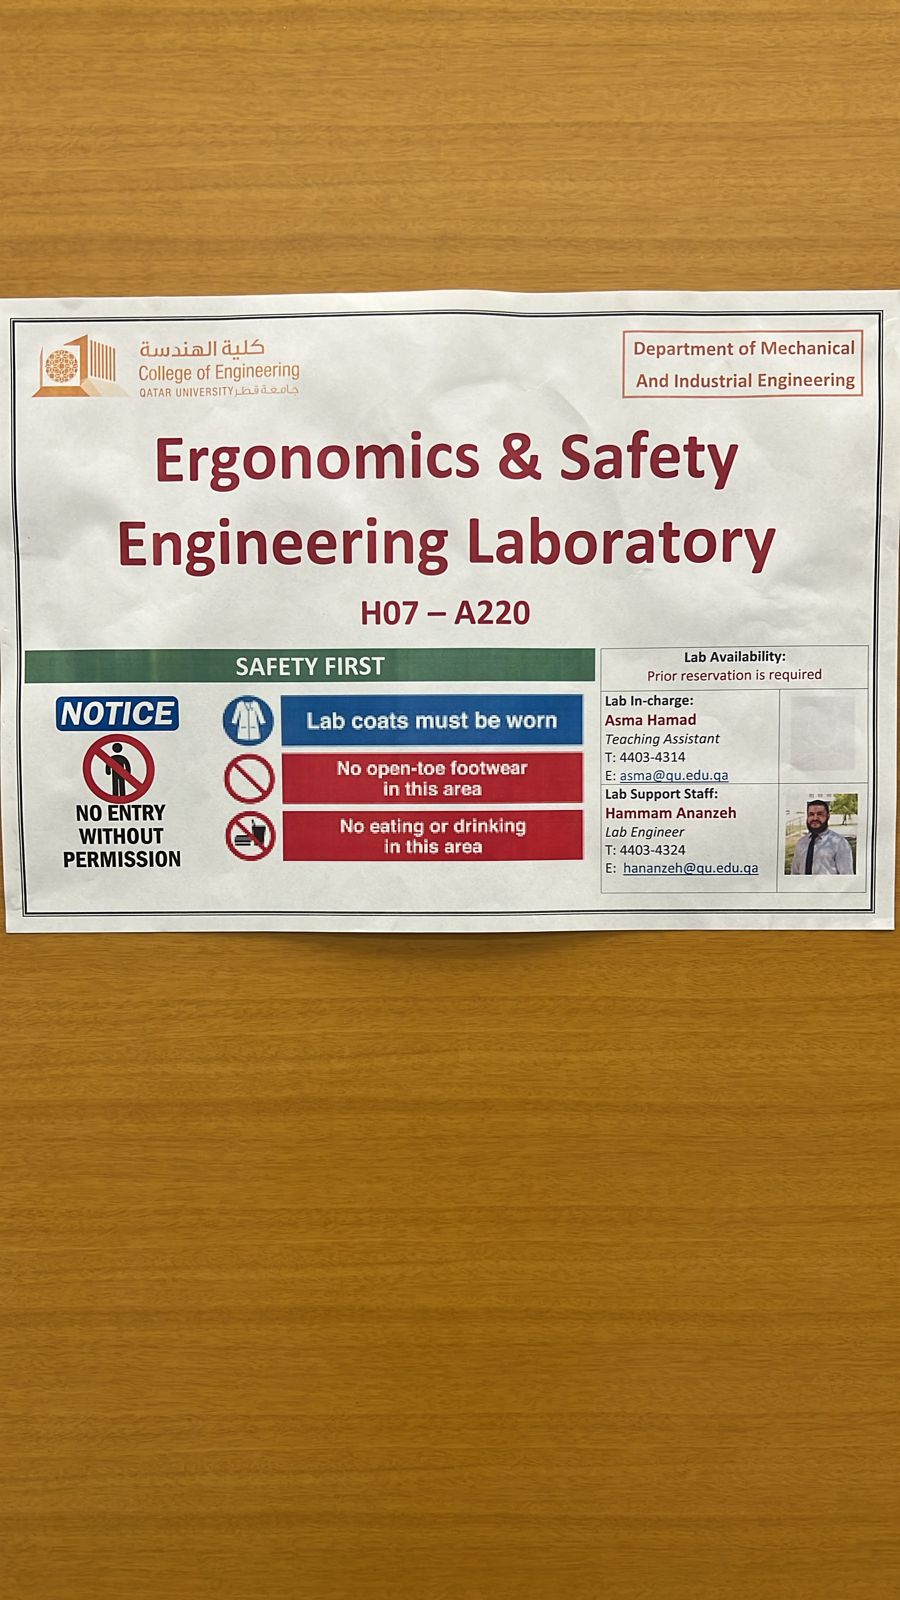 كلية الهندسة
College of Engineering
QATAR UNIVERSITY جامعة قطر
Department of Mechanical
And Industrial Engineering
Ergonomics & Safety
Engineering Laboratory
H07 – A220
SAFETY FIRST
NOTICE
NO ENTRY
WITHOUT
PERMISSION
Lab coats must be worn
No open-toe footwear
in this area
No eating or drinking
in this area
Lab Availability:
Prior reservation is required
Lab In-charge:
Asma Hamad
Teaching Assistant
T: 4403-4314
E: asma@qu.edu.qa
Lab Support Staff:
Hammam Ananzeh
Lab Engineer
T: 4403-4324
E: hananzeh@qu.edu.qa